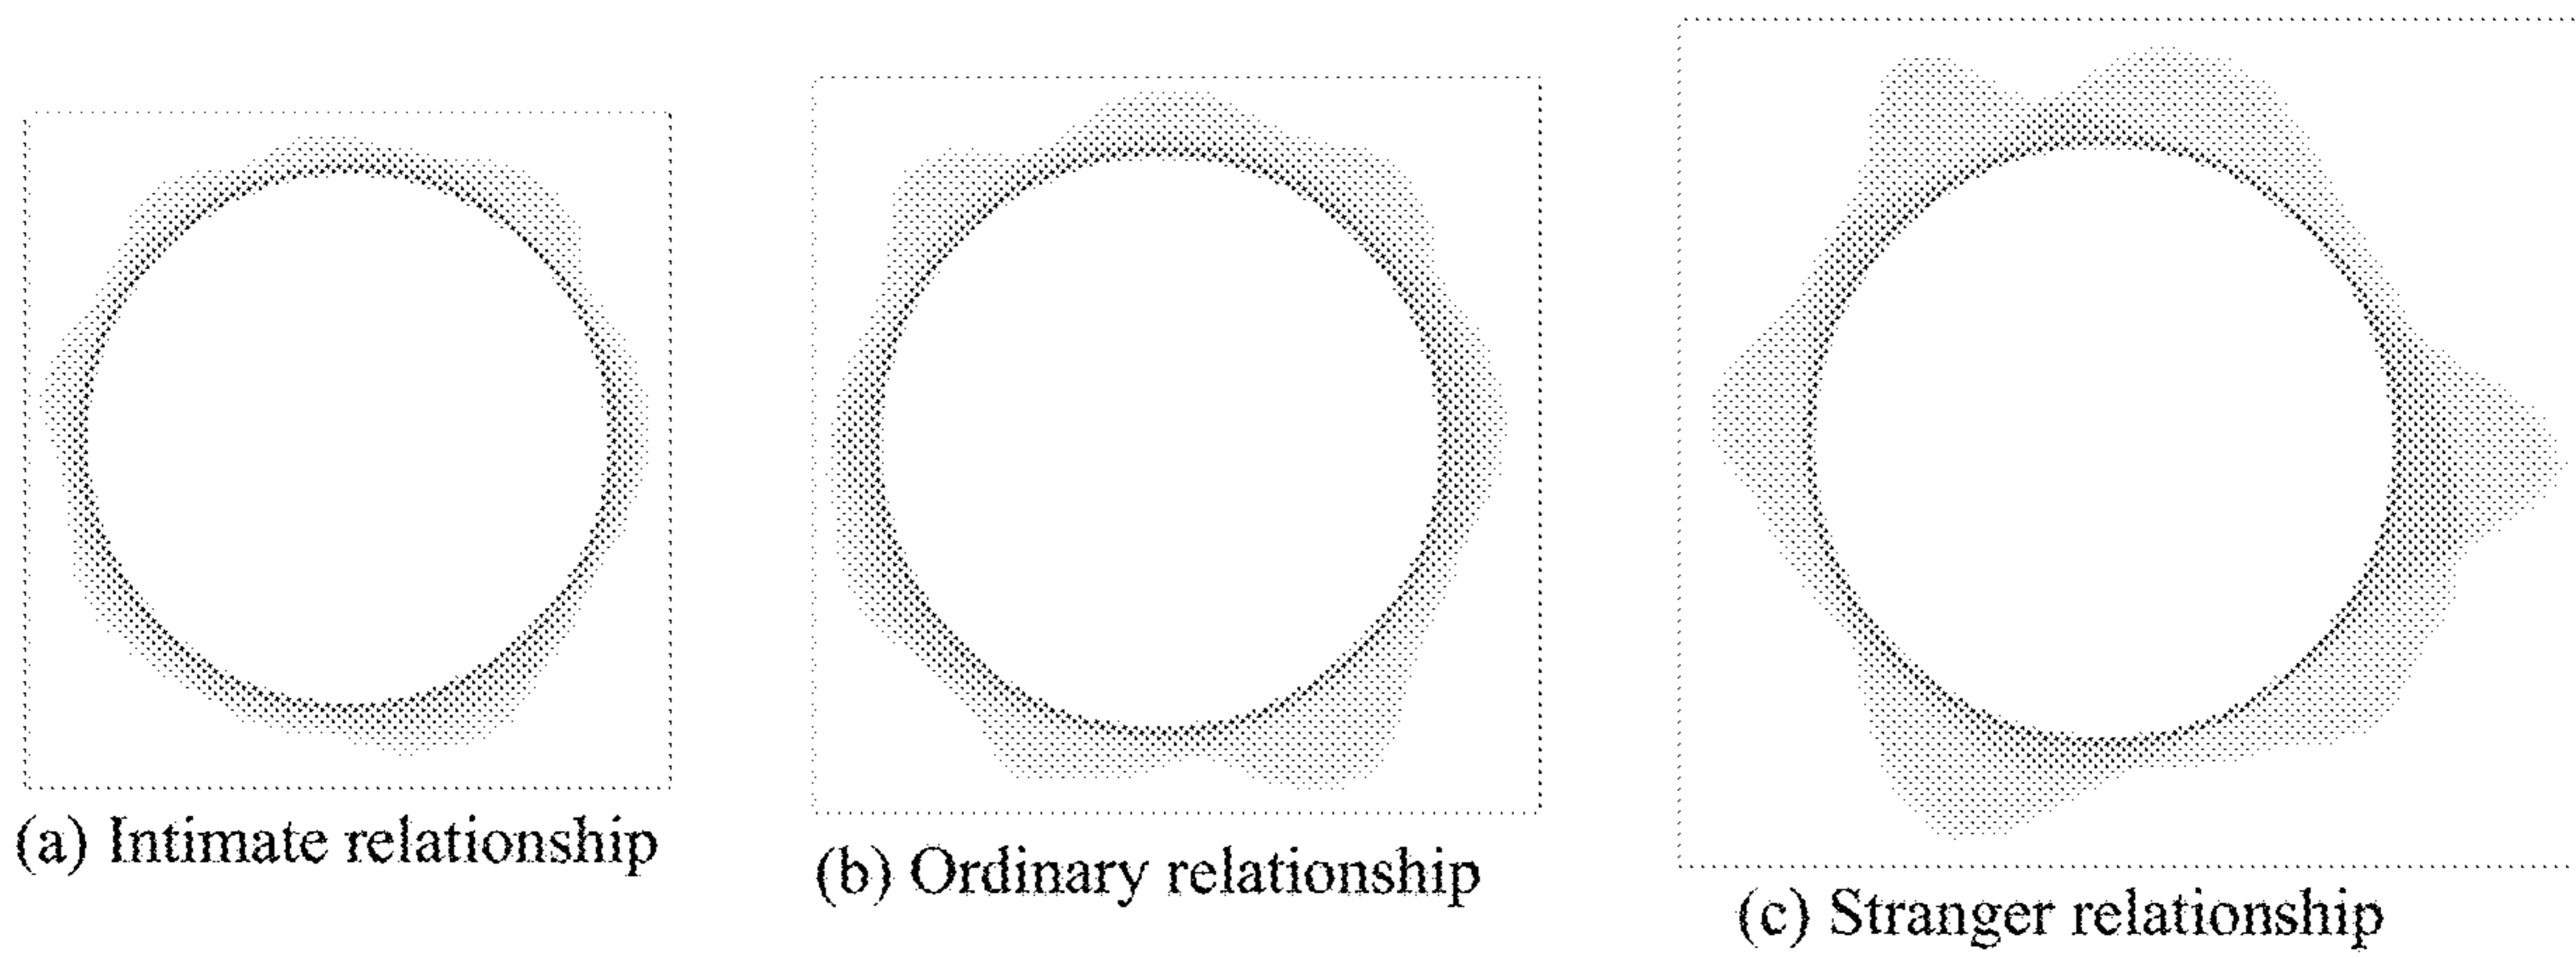 (a) Intimate relationship
(b) Ordinary relationship
(c) Stranger relationship